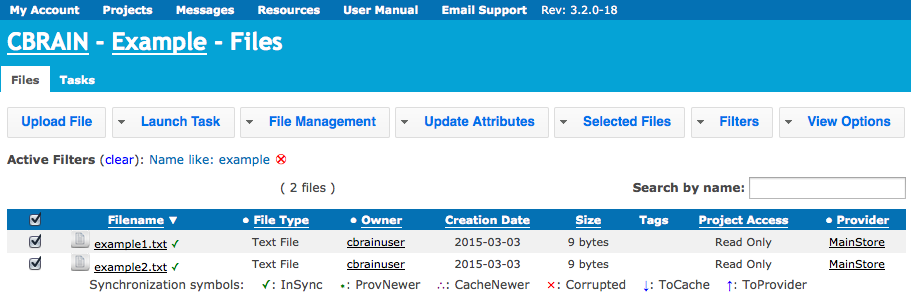 My Account Projects Messages Resources User Manual Email Support Rev: 3.2.0-18
CBRAIN - Example - Files
Files Tasks
Upload File Launch Task File Management Update Attributes Selected Files Filters View Options
Active Filters (clear): Name like: example
( 2 files ) Search by name:
Filename ▼ • File Type • Owner Creation Date Size Tags Project Access • Provider
example1.txt ✓ Text File cbrainuser 2015-03-03 9 bytes Read Only MainStore
example2.txt ✓ Text File cbrainuser 2015-03-03 9 bytes Read Only MainStore
Synchronization symbols: ✓: InSync •: ProvNewer ∴: CacheNewer ×: Corrupted ↓: ToCache ↑: ToProvider